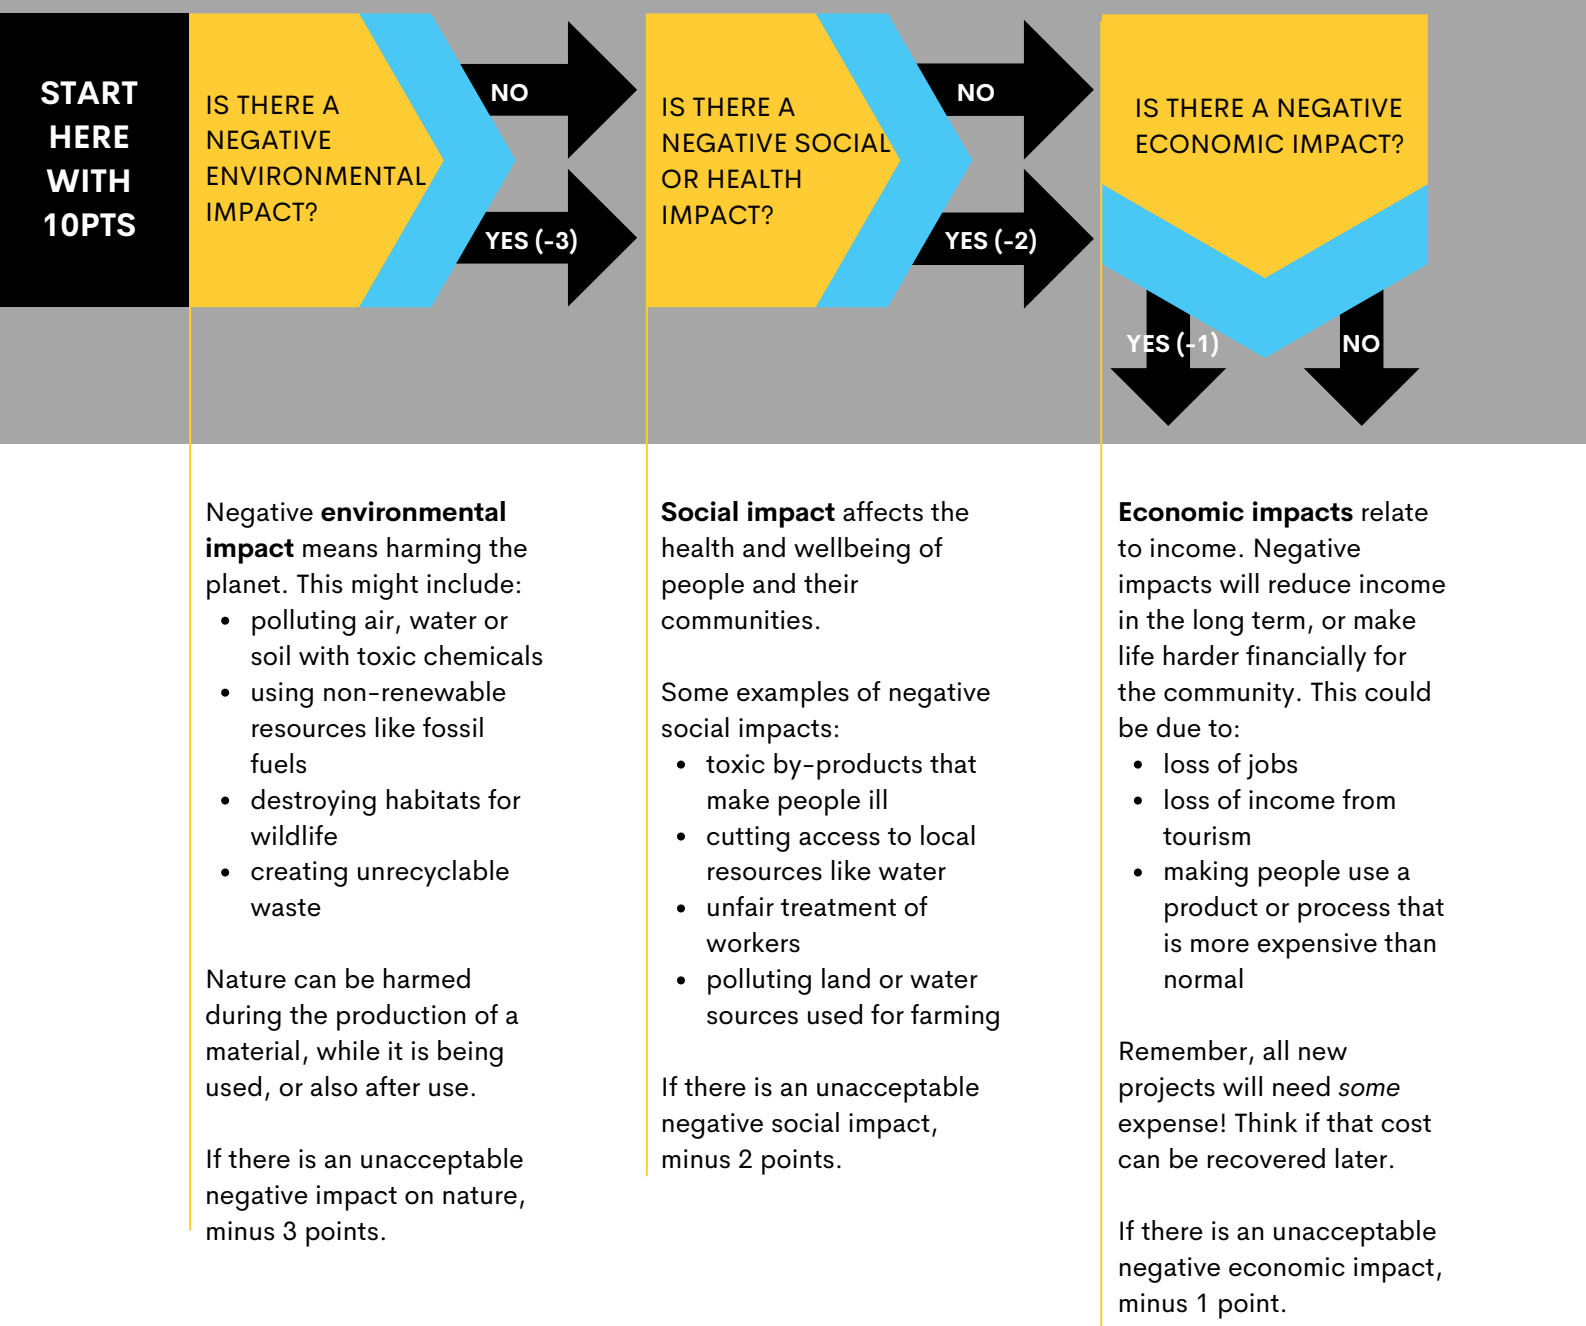 START
HERE
WITH
10PTS
IS THERE A
NEGATIVE
ENVIRONMENTAL
IMPACT?
NO
YES (-3)
IS THERE A
NEGATIVE SOCIAL
OR HEALTH
IMPACT?
NO
YES (-2)
IS THERE A NEGATIVE
ECONOMIC IMPACT?
YES (-1)
NO
Negative environmental
impact means harming the
planet. This might include:
• polluting air, water or
soil with toxic chemicals
• using non-renewable
resources like fossil
fuels
• destroying habitats for
wildlife
• creating unrecyclable
waste
Nature can be harmed
during the production of a
material, while it is being
used, or also after use.
If there is an unacceptable
negative impact on nature,
minus 3 points.
Social impact affects the
health and wellbeing of
people and their
communities.
Some examples of negative
social impacts:
• toxic by-products that
make people ill
• cutting access to local
resources like water
• unfair treatment of
workers
• polluting land or water
sources used for farming
If there is an unacceptable
negative social impact,
minus 2 points.
Economic impacts relate
to income. Negative
impacts will reduce income
in the long term, or make
life harder financially for
the community. This could
be due to:
• loss of jobs
• loss of income from
tourism
• making people use a
product or process that
is more expensive than
normal
Remember, all new
projects will need some
expense! Think if that cost
can be recovered later.
If there is an unacceptable
negative economic impact,
minus 1 point.